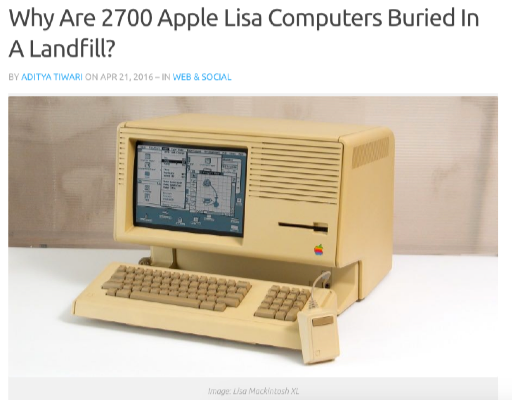 Why Are 2700 Apple Lisa Computers Buried In
A Landfill?
BY ADITYA TIWARI ON APR 21, 2016 – IN WEB & SOCIAL
Image: Lisa Mackintosh XL